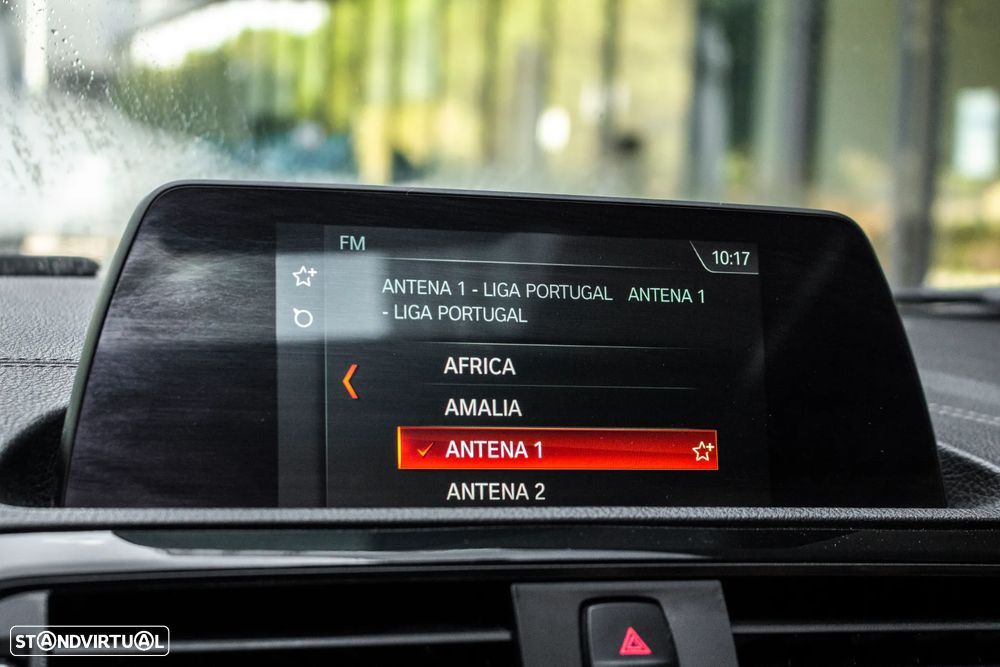 FM
10:17
ANTENA 1 - LIGA PORTUGAL ANTENA 1
- LIGA PORTUGAL
AFRICA
AMALIA
ANTENA 1
ANTENA 2
STANDVIRTUAL